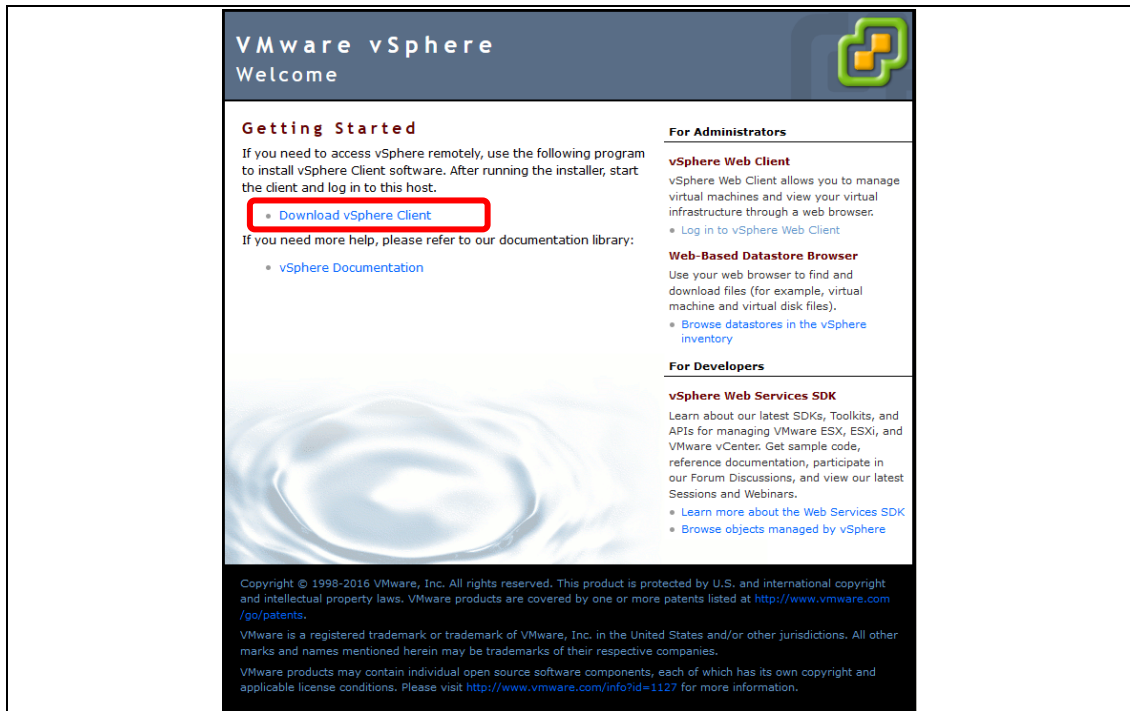 VMware vSphere
Welcome
Getting Started
If you need to access vSphere remotely, use the following program
to install vSphere Client software. After running the installer, start
the client and log in to this host.
Download vSphere Client
If you need more help, please refer to our documentation library:
vSphere Documentation
For Administrators
vSphere Web Client
vSphere Web Client allows you to manage
virtual machines and view your virtual
infrastructure through a web browser.
Log in to vSphere Web Client
Web-Based Datastore Browser
Use your web browser to find and
download files (for example, virtual
machine and virtual disk files).
Browse datastores in the vSphere
inventory
For Developers
vSphere Web Services SDK
Learn about our latest SDKs, Toolkits, and
APIs for managing VMware ESX, ESXi, and
VMware vCenter. Get sample code,
reference documentation, participate in
our Forum Discussions, and view our latest
Sessions and Webinars.
Learn more about the Web Services SDK
Browse objects managed by vSphere
Copyright © 1998-2016 VMware, Inc. All rights reserved. This product is protected by U.S. and international copyright
and intellectual property laws. VMware products are covered by one or more patents listed at http://www.vmware.com
/go/patents.
VMware is a registered trademark or trademark of VMware, Inc. in the United States and/or other jurisdictions. All other
marks and names mentioned herein may be trademarks of their respective companies.
VMware products may contain individual open source software components, each of which has its own copyright and
applicable license conditions. Please visit http://www.vmware.com/info?id=1127 for more information.